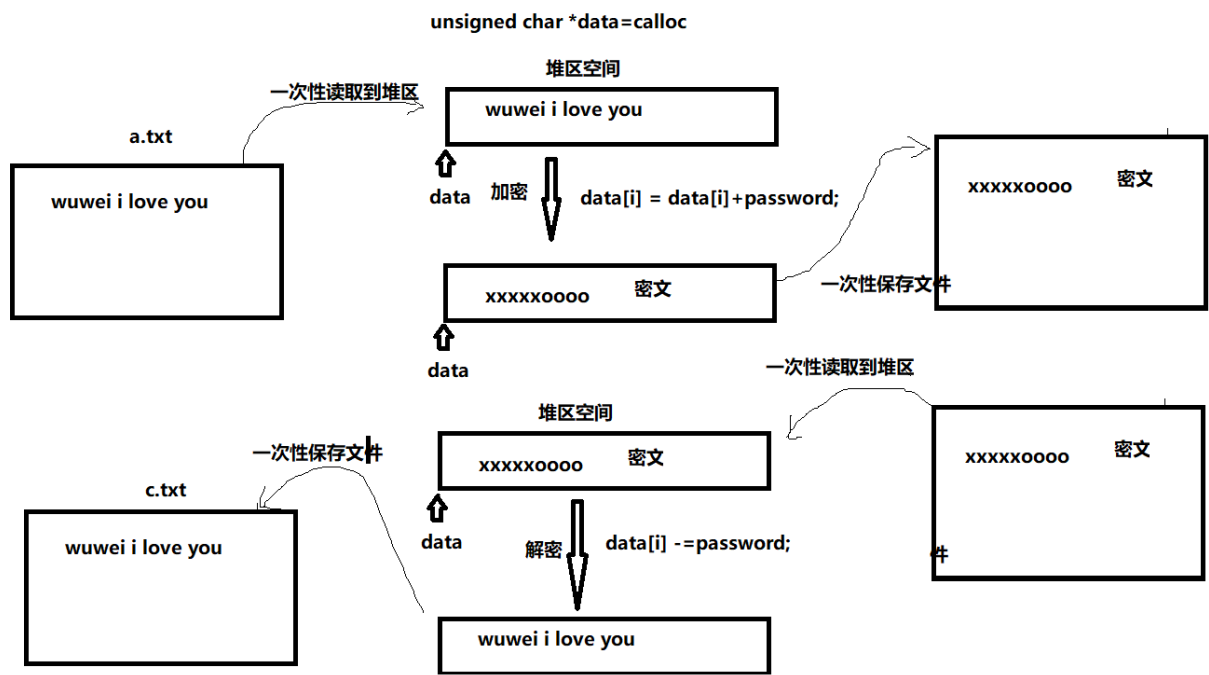 unsigned char *data=calloc
堆区空间
一次性读取到堆区
wuwei i love you
a.txt
wuwei i love you
data
加密
data[i] = data[i]+password;
xxxxxoooo
密文
xxxxxoooo
密文
一次性保存文件
data
一次性读取到堆区
堆区空间
一次性保存文件
xxxxxoooo
密文
xxxxxoooo
密文
c.txt
wuwei i love you
data
解密
data[i] -=password;
件
wuwei i love you